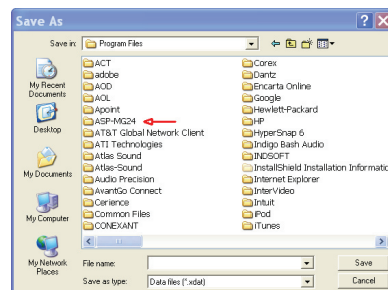 Save As
Save in: Program Files
My Recent Documents
Desktop
My Documents
My Computer
My Network Places
ACT
adobe
AOD
AOL
Apoint
ASP-MG24
AT&T Global Network Client
ATI Technologies
Atlas Sound
Atlas-Sound
Audio Precision
AvantGo Connect
Cerience
Common Files
CONEXANT
Corex
Dantz
Encarta Online
Google
Hewlett-Packard
HP
HyperSnap 6
Indigo Bash Audio
INDSOFT
InstallShield Installation Informatic
Internet Explorer
InterVideo
Intuit
iPod
iTunes
File name:
Save
Save as type: Data files (*.xdat)
Cancel